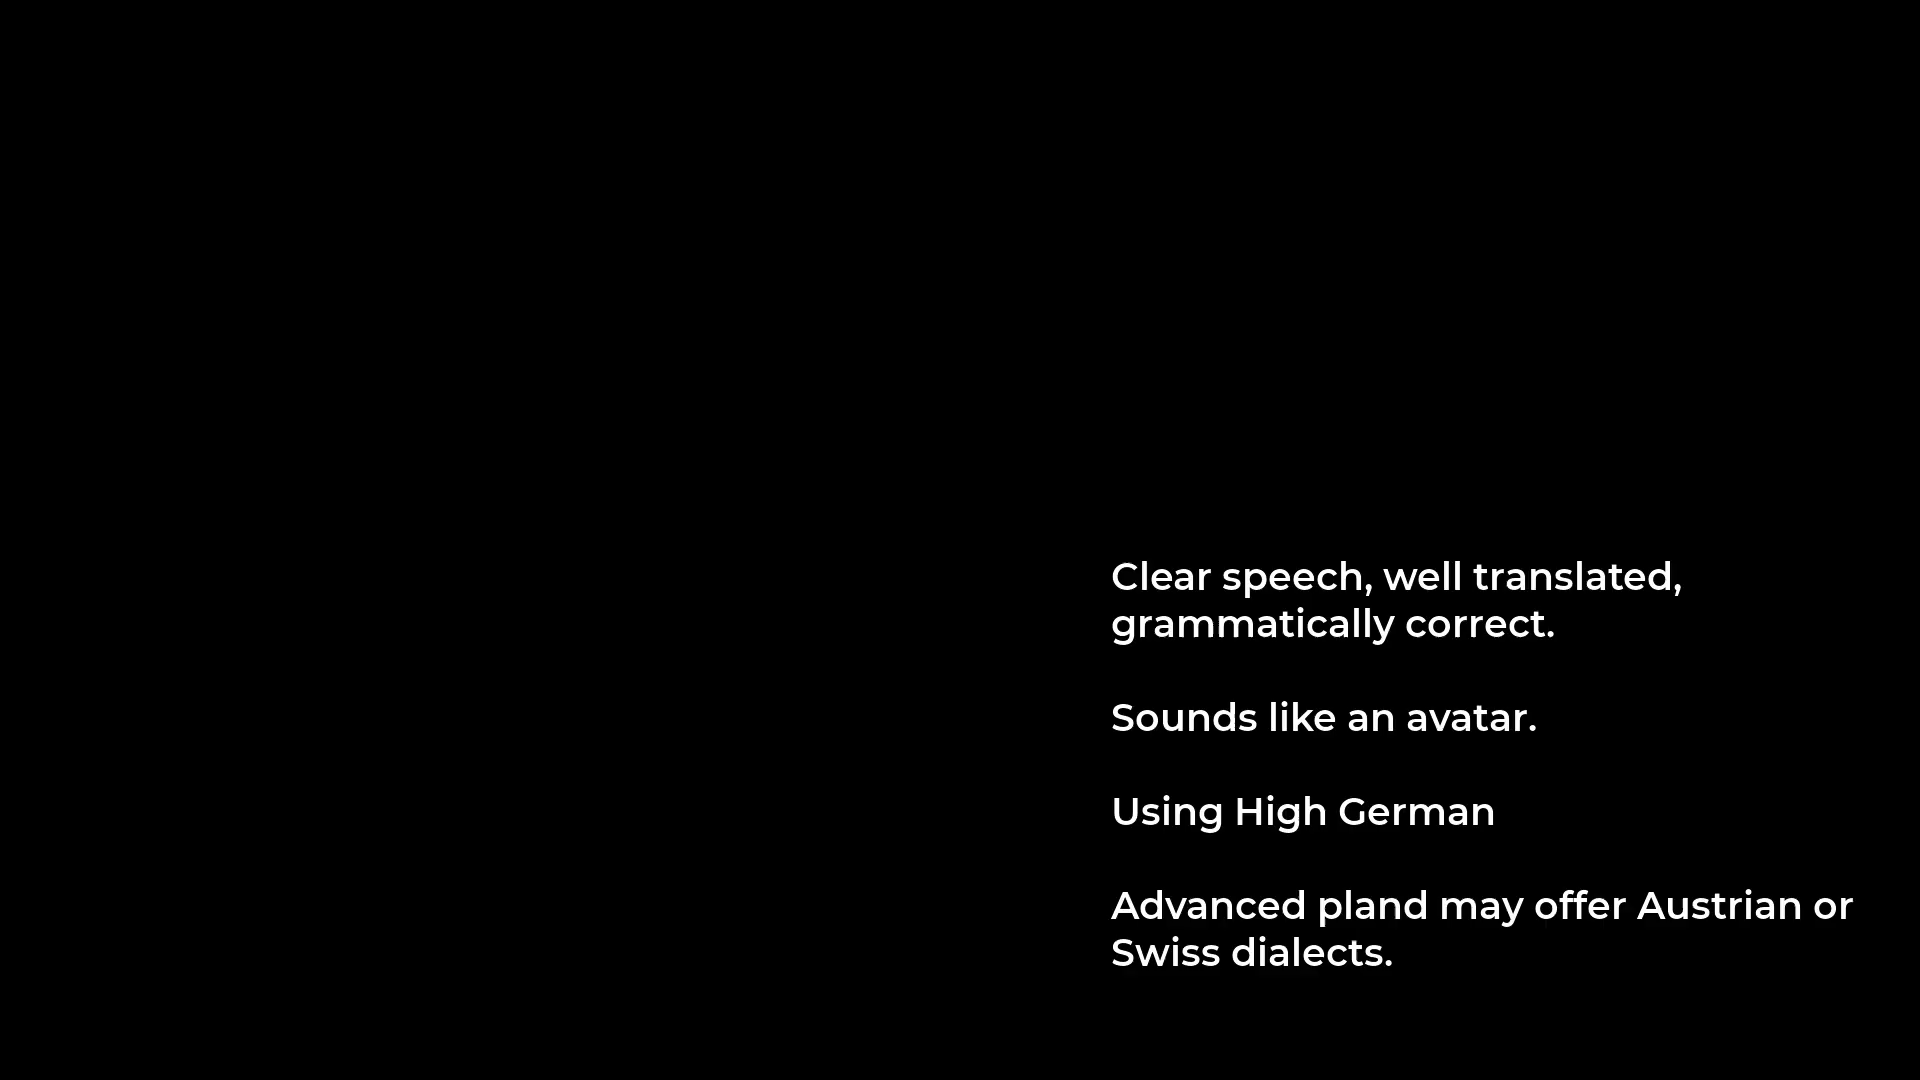 Clear speech, well translated,
grammatically correct.
Sounds like an avatar.
Using High German
Advanced pland may offer Austrian or
Swiss dialects.